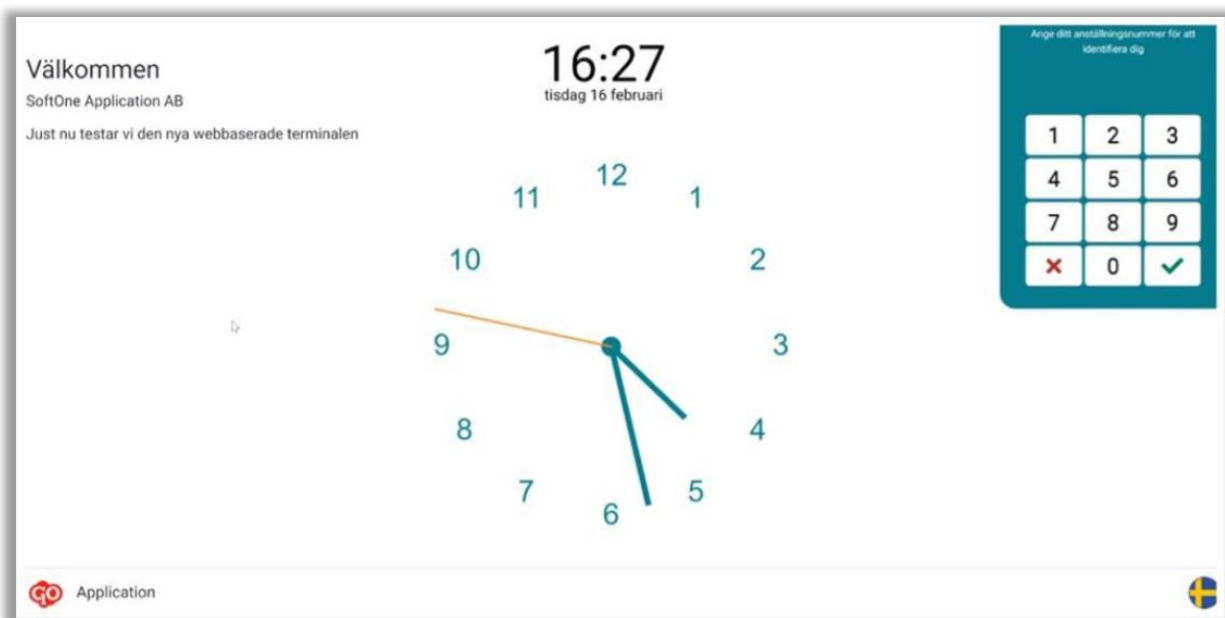 Välkommen
SoftOne Application AB
Just nu testar vi den nya webbaserade terminalen
16:27
tisdag 16 februari
12
11
1
10
2
9
3
8
4
7
5
6
Ange ditt anställningsnummer för att
identifiera dig
1 2 3
4 5 6
7 8 9
0
GO Application